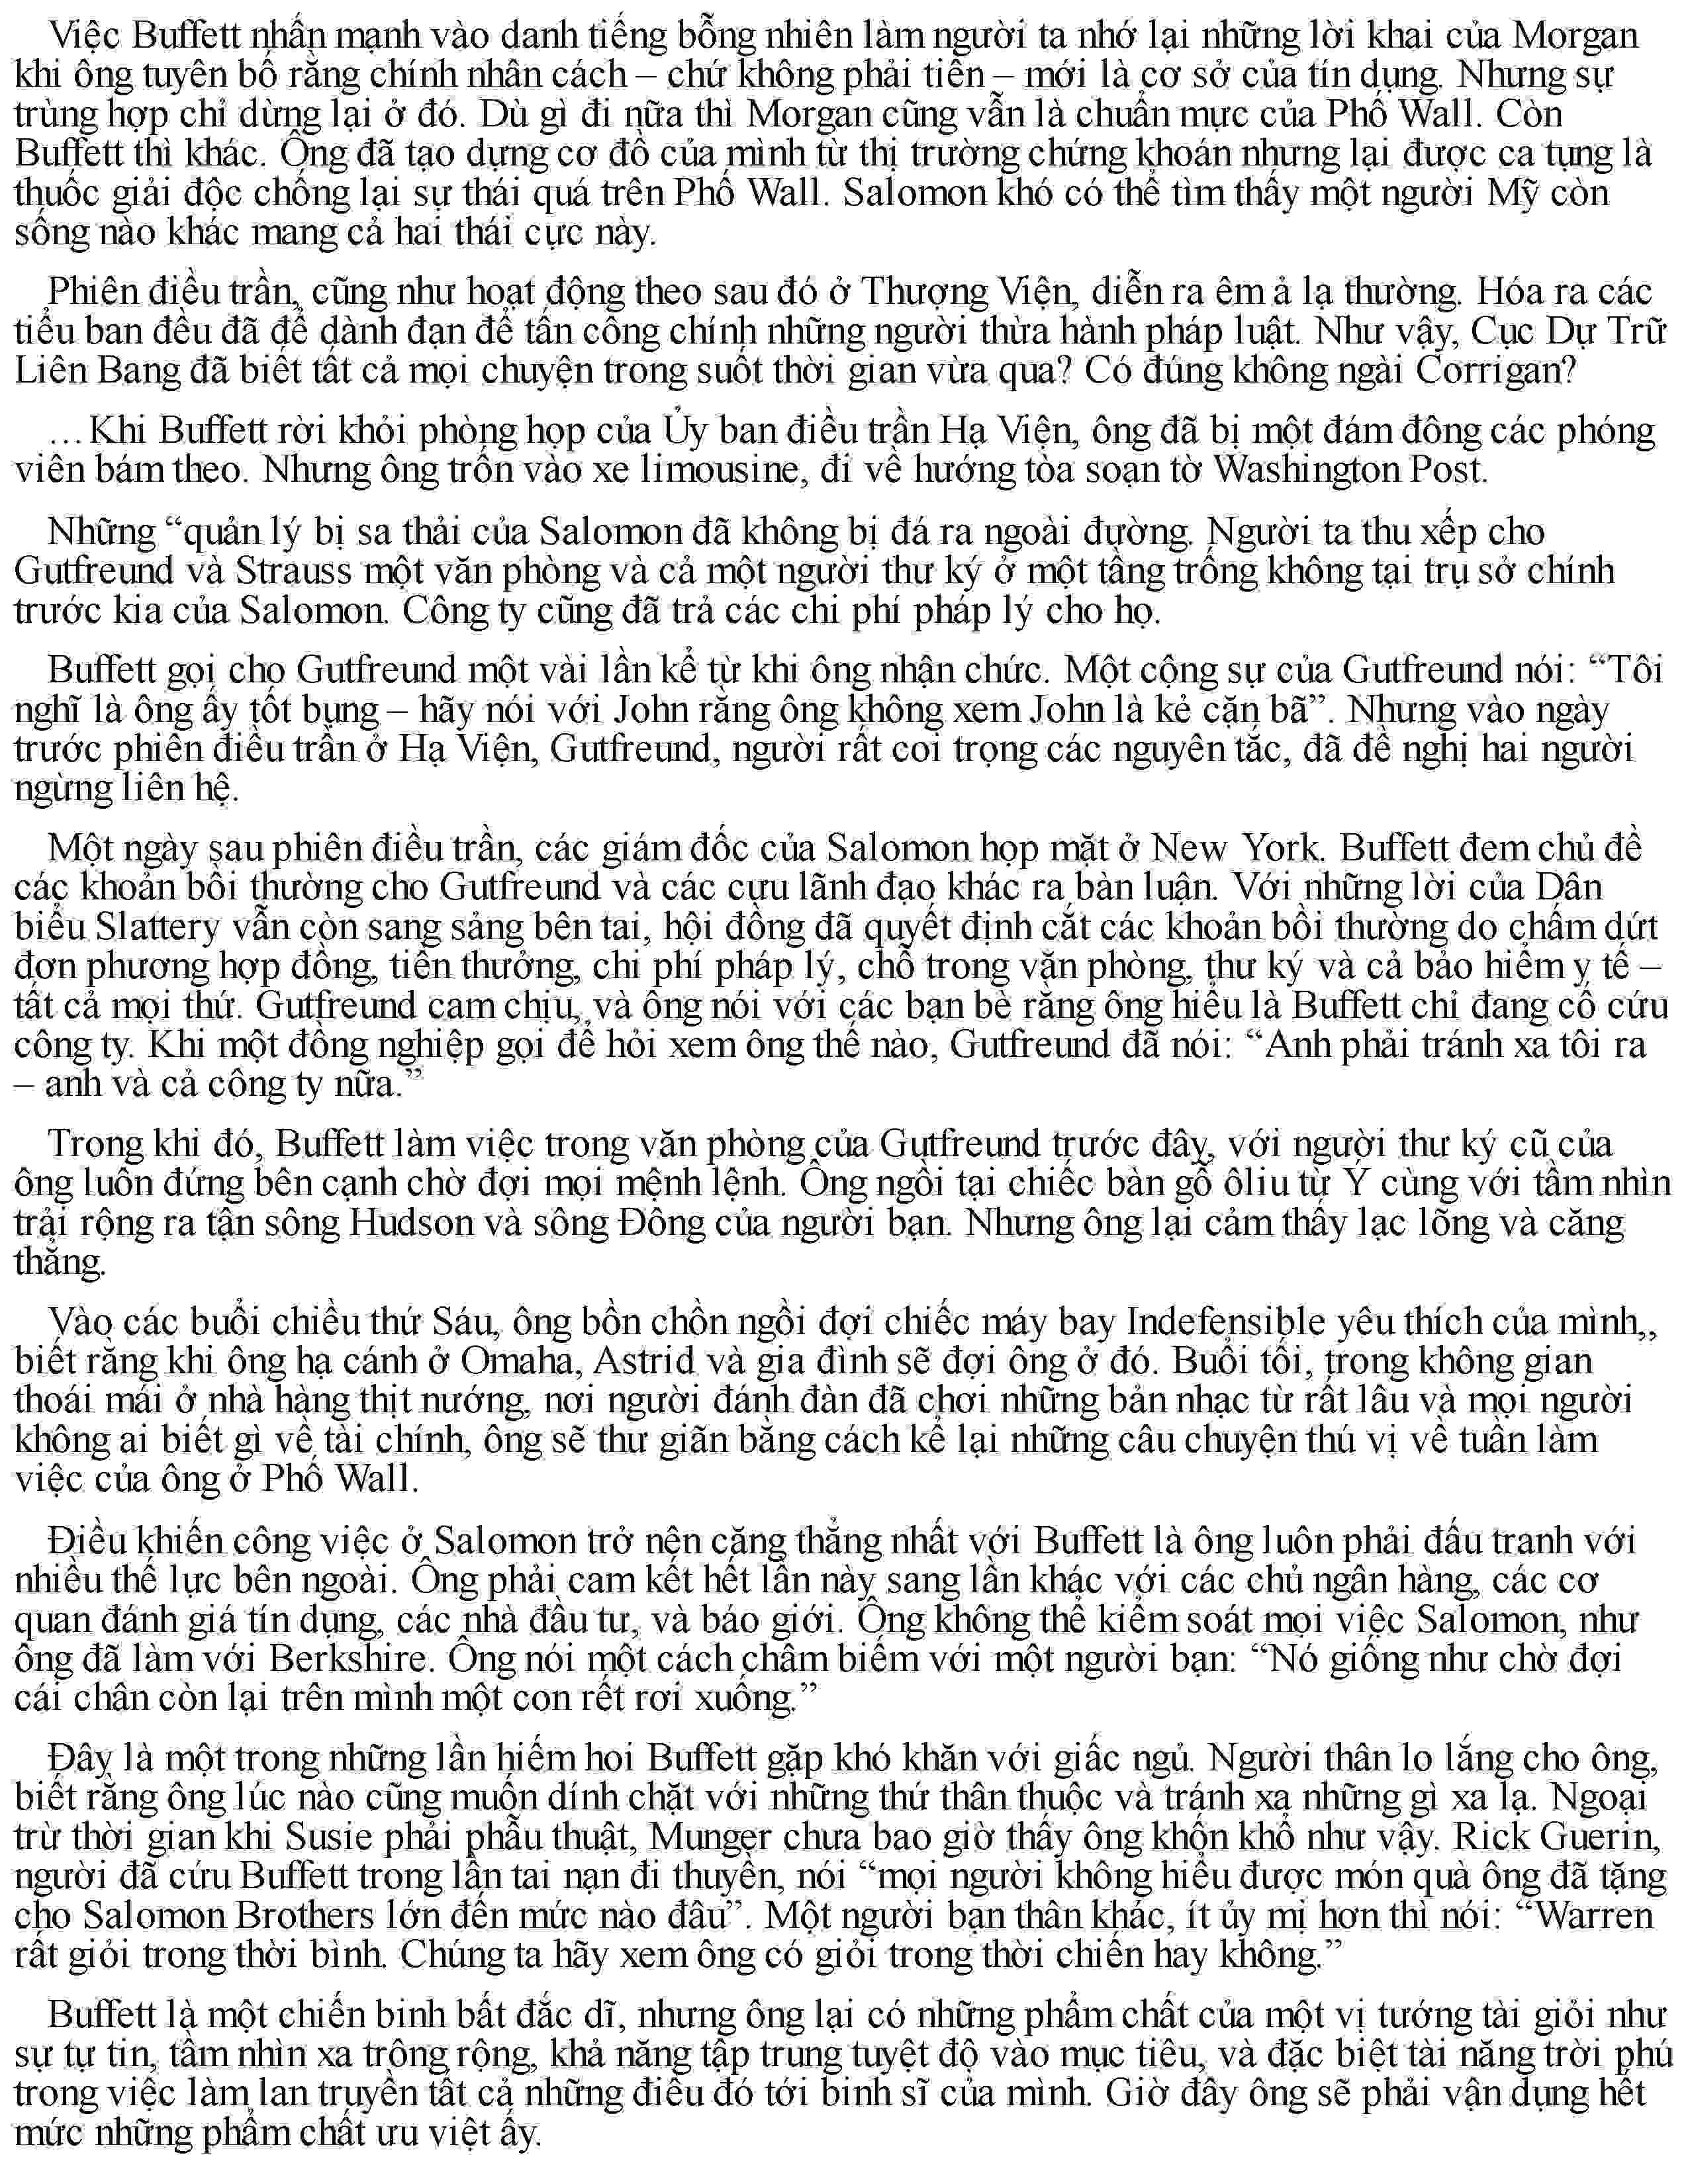 Việc Buffett nhấn mạnh vào danh tiếng bỗng nhiên làm người ta nhớ lại những lời khai của Morgan
khi ông tuyên bố rằng chính nhân cách – chứ không phải tiền – mới là cơ sở của tín dụng. Nhưng sự
trùng hợp chỉ dừng lại ở đó. Dù gì đi nữa thì Morgan cũng vẫn là chuẩn mực của Phố Wall. Còn
Buffett thì khác. Ông đã tạo dựng cơ đồ của mình từ thị trường chứng khoán nhưng lại được ca tụng là
thuốc giải độc chống lại sự thái quá trên Phố Wall. Salomon khó có thể tìm thấy một người Mỹ còn
sống nào khác mang cả hai thái cực này.
Phiên điều trần, cũng như hoạt động theo sau đó ở Thượng Viện, diễn ra êm ả lạ thường. Hóa ra các
tiểu ban đều đã để dành đạn để tấn công chính những người thừa hành pháp luật. Như vậy, Cục Dự Trữ
Liên Bang đã biết tất cả mọi chuyện trong suốt thời gian vừa qua? Có đúng không ngài Corrigan?
…Khi Buffett rời khỏi phòng họp của Ủy ban điều trần Hạ Viện, ông đã bị một đám đông các phóng
viên bám theo. Nhưng ông trốn vào xe limousine, đi về hướng tòa soạn tờ Washington Post.
Những “quản lý bị sa thải của Salomon đã không bị đá ra ngoài đường. Người ta thu xếp cho
Gutfreund và Strauss một văn phòng và cả một người thư ký ở một tầng trống không tại trụ sở chính
trước kia của Salomon. Công ty cũng đã trả các chi phí pháp lý cho họ.
Buffett gọi cho Gutfreund một vài lần kể từ khi ông nhận chức. Một cộng sự của Gutfreund nói: “Tôi
nghĩ là ông ấy tốt bụng – hãy nói với John rằng ông không xem John là kẻ cặn bã”. Nhưng vào ngày
trước phiên điều trần ở Hạ Viện, Gutfreund, người rất coi trọng các nguyên tắc, đã đề nghị hai người
ngừng liên hệ.
Một ngày sau phiên điều trần, các giám đốc của Salomon họp mặt ở New York. Buffett đem chủ đề
các khoản bồi thường cho Gutfreund và các cựu lãnh đạo khác ra bàn luận. Với những lời của Dân
biểu Slattery vẫn còn sang sảng bên tai, hội đồng đã quyết định cắt các khoản bồi thường do chấm dứt
đơn phương hợp đồng, tiền thưởng, chi phí pháp lý, chỗ trong văn phòng, thư ký và cả bảo hiểm y tế –
tất cả mọi thứ. Gutfreund cam chịu, và ông nói với các bạn bè rằng ông hiểu là Buffett chỉ đang cố cứu
công ty. Khi một đồng nghiệp gọi để hỏi xem ông thế nào, Gutfreund đã nói: “Anh phải tránh xa tôi ra
– anh và cả công ty nữa.”
Trong khi đó, Buffett làm việc trong văn phòng của Gutfreund trước đây, với người thư ký cũ của
ông luôn đứng bên cạnh chờ đợi mọi mệnh lệnh. Ông ngồi tại chiếc bàn gỗ ôliu từ Ý cùng với tầm nhìn
trải rộng ra tận sông Hudson và sông Đông của người bạn. Nhưng ông lại cảm thấy lạc lõng và căng
thẳng.
Vào các buổi chiều thứ Sáu, ông bồn chồn ngồi đợi chiếc máy bay Indefensible yêu thích của mình,,
biết rằng khi ông hạ cánh ở Omaha, Astrid và gia đình sẽ đợi ông ở đó. Buổi tối, trong không gian
thoái mái ở nhà hàng thịt nướng, nơi người đánh đàn đã chơi những bản nhạc từ rất lâu và mọi người
không ai biết gì về tài chính, ông sẽ thư giãn bằng cách kể lại những câu chuyện thú vị về tuần làm
việc của ông ở Phố Wall.
Điều khiến công việc ở Salomon trở nên căng thẳng nhất với Buffett là ông luôn phải đấu tranh với
nhiều thế lực bên ngoài. Ông phải cam kết hết lần này sang lần khác với các chủ ngân hàng, các cơ
quan đánh giá tín dụng, các nhà đầu tư, và báo giới. Ông không thể kiểm soát mọi việc Salomon, như
ông đã làm với Berkshire. Ông nói một cách châm biếm với một người bạn: “Nó giống như chờ đợi
cái chân còn lại trên mình một con rết rơi xuống.”
Đây là một trong những lần hiếm hoi Buffett gặp khó khăn với giấc ngủ. Người thân lo lắng cho ông,
biết rằng ông lúc nào cũng muốn dính chặt với những thứ thân thuộc và tránh xa những gì xa lạ. Ngoại
trừ thời gian khi Susie phải phẫu thuật, Munger chưa bao giờ thấy ông khốn khổ như vậy. Rick Guerin,
người đã cứu Buffett trong lần tai nạn đi thuyền, nói “mọi người không hiểu được món quà ông đã tặng
cho Salomon Brothers lớn đến mức nào đâu”. Một người bạn thân khác, ít ủy mị hơn thì nói: “Warren
rất giỏi trong thời bình. Chúng ta hãy xem ông có giỏi trong thời chiến hay không.”
Buffett là một chiến binh bất đắc dĩ, nhưng ông lại có những phẩm chất của một vị tướng tài giỏi như
sự tự tin, tầm nhìn xa trông rộng, khả năng tập trung tuyệt độ vào mục tiêu, và đặc biệt tài năng trời phú
trong việc làm lan truyền tất cả những điều đó tới binh sĩ của mình. Giờ đây ông sẽ phải vận dụng hết
mức những phẩm chất ưu việt ấy.